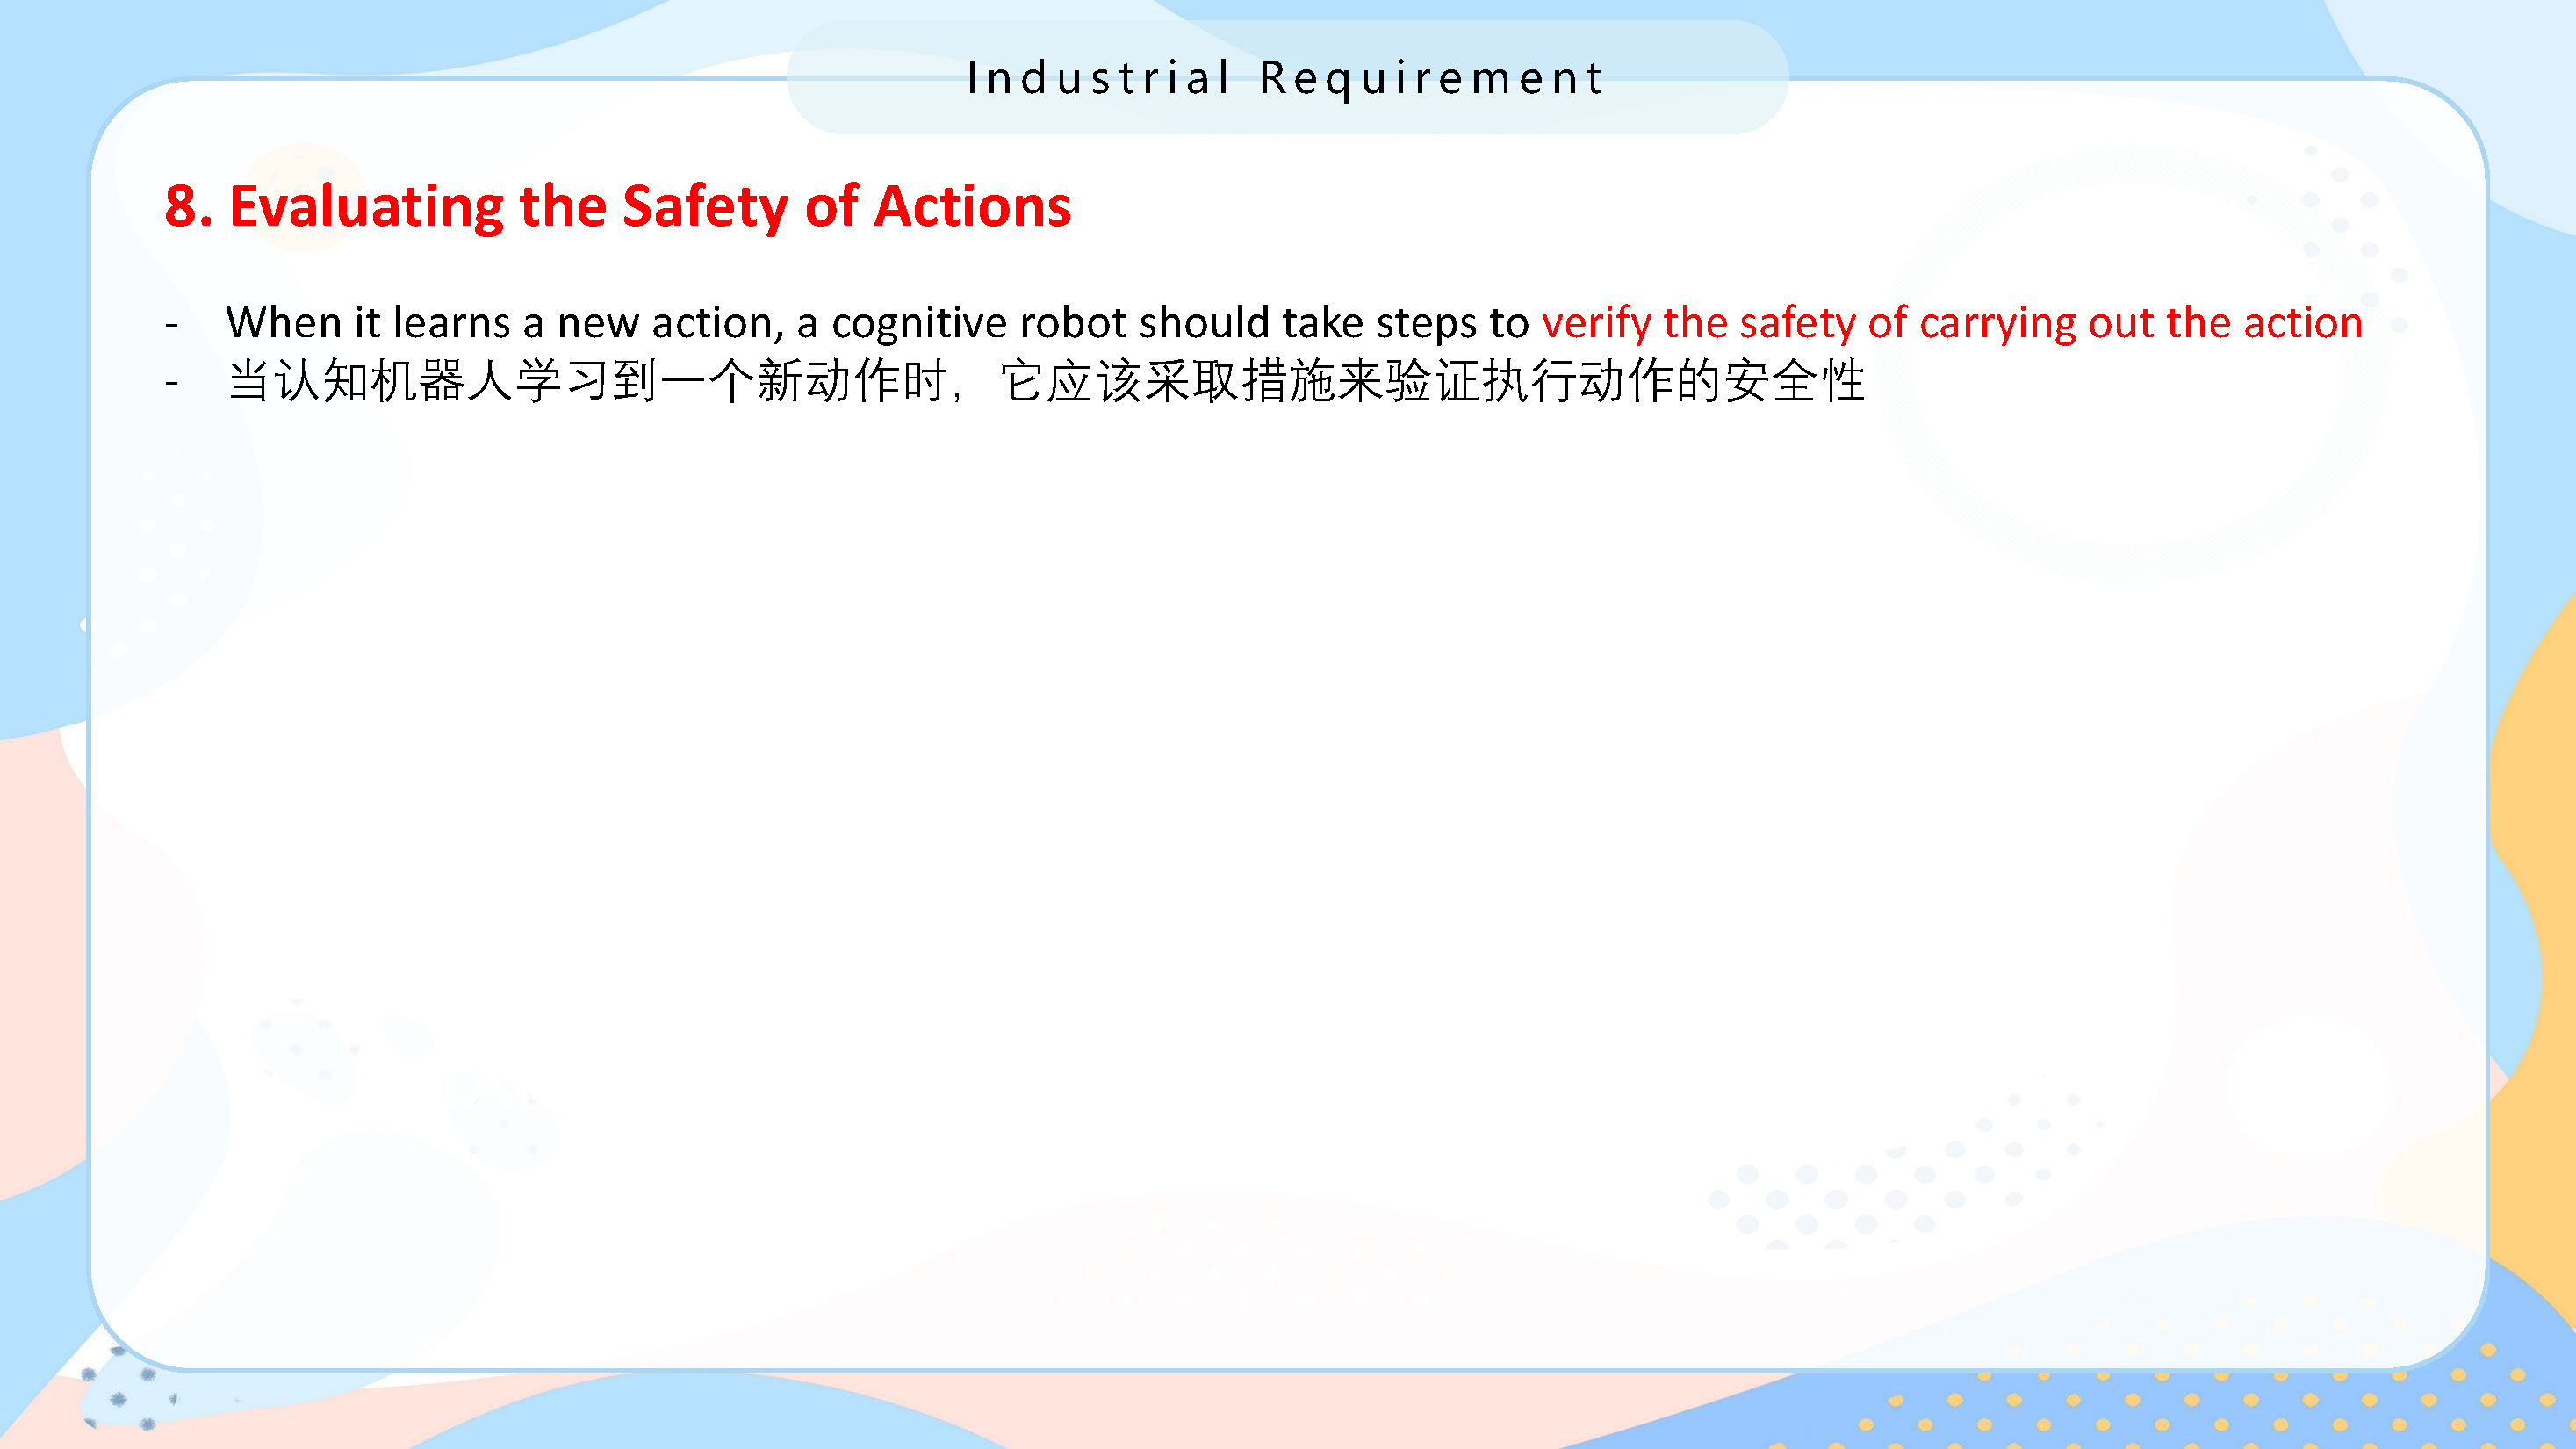 Industrial Requirement
8. Evaluating the Safety of Actions
- When it learns a new action, a cognitive robot should take steps to verify the safety of carrying out the action
- 当认知机器人学习到一个新动作时，它应该采取措施来验证执行动作的安全性